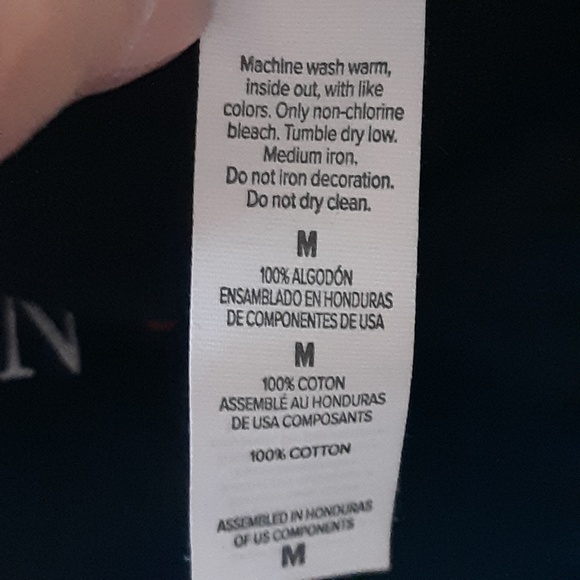 Machine wash warm,
inside out, with like
colors. Only non-chlorine
bleach. Tumble dry low.
Medium iron.
Do not iron decoration.
Do not dry clean.
M
100% ALGODÓN
ENSAMBLADO EN HONDURAS
DE COMPONENTES DE USA
M
100% COTON
ASSEMBLÉ AU HONDURAS
DE USA COMPOSANTS
100% COTTON
ASSEMBLED IN HONDURAS
OF US COMPONENTS
M
N